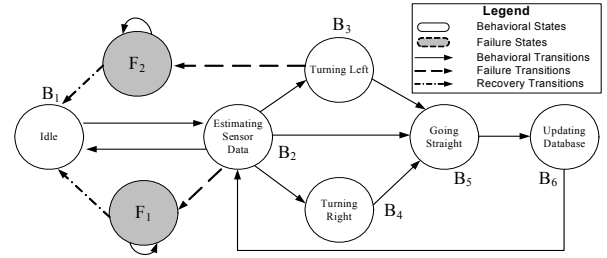 Legend
Behavioral States
Failure States
Behavioral Transitions
Failure Transitions
Recovery Transitions
B3
F2
Turning Left
B1
Idle
Estimating
Sensor
Data
B2
Going
Straight
B5
Updating
Database
B6
F1
Turning
Right
B4